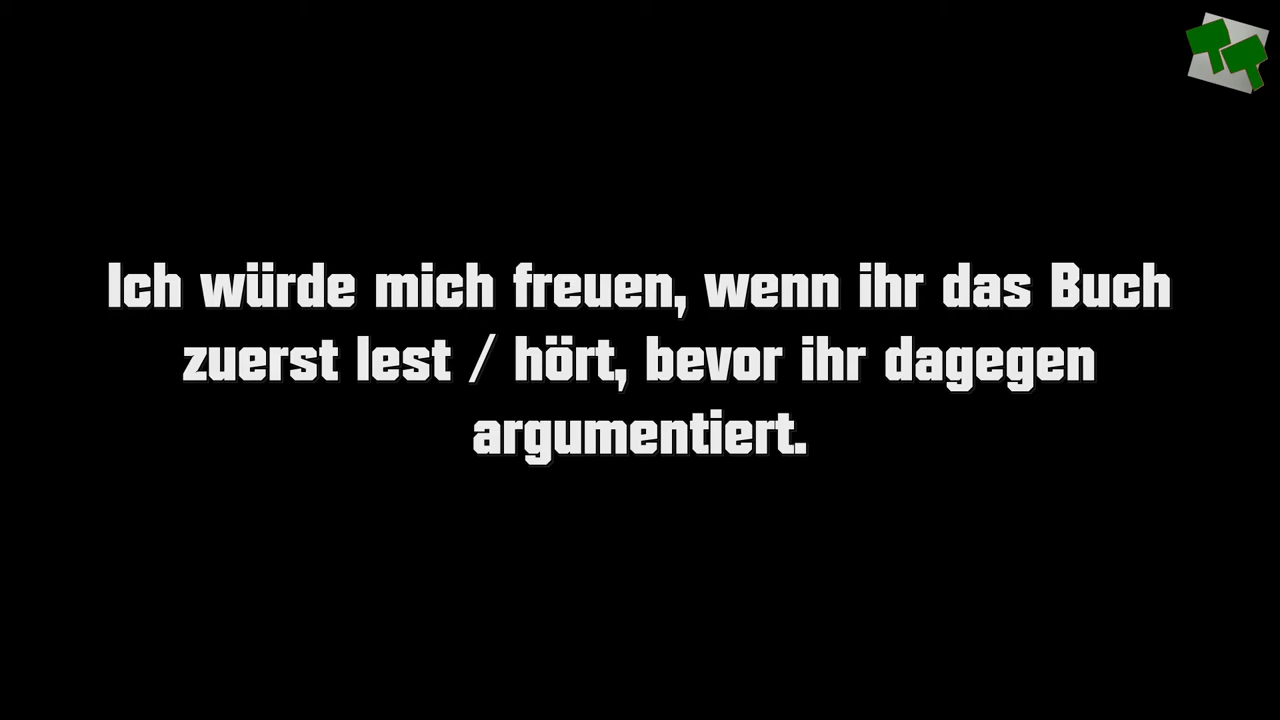 Ich würde mich freuen, wenn ihr das Buch
zuerst lest / hört, bevor ihr dagegen
argumentiert.